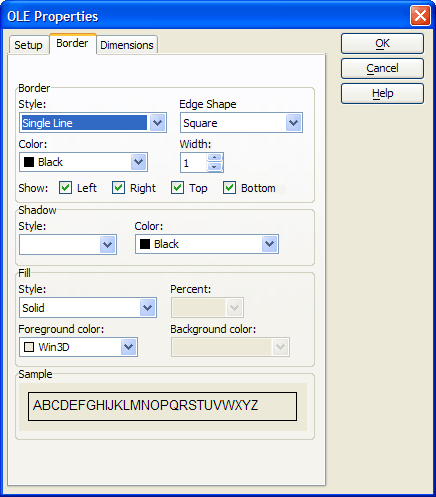 OLE Properties
Setup Border Dimensions
OK
Cancel
Help
Border
Style: Edge Shape
Single Line Square
Color: Width:
Black 1
Show: Left Right Top Bottom
Shadow
Style: Color:
Black
Fill
Style: Percent:
Solid
Foreground color: Background color:
Win3D
Sample
ABCDEFGHIJKLMNOPQRSTUVWXYZ